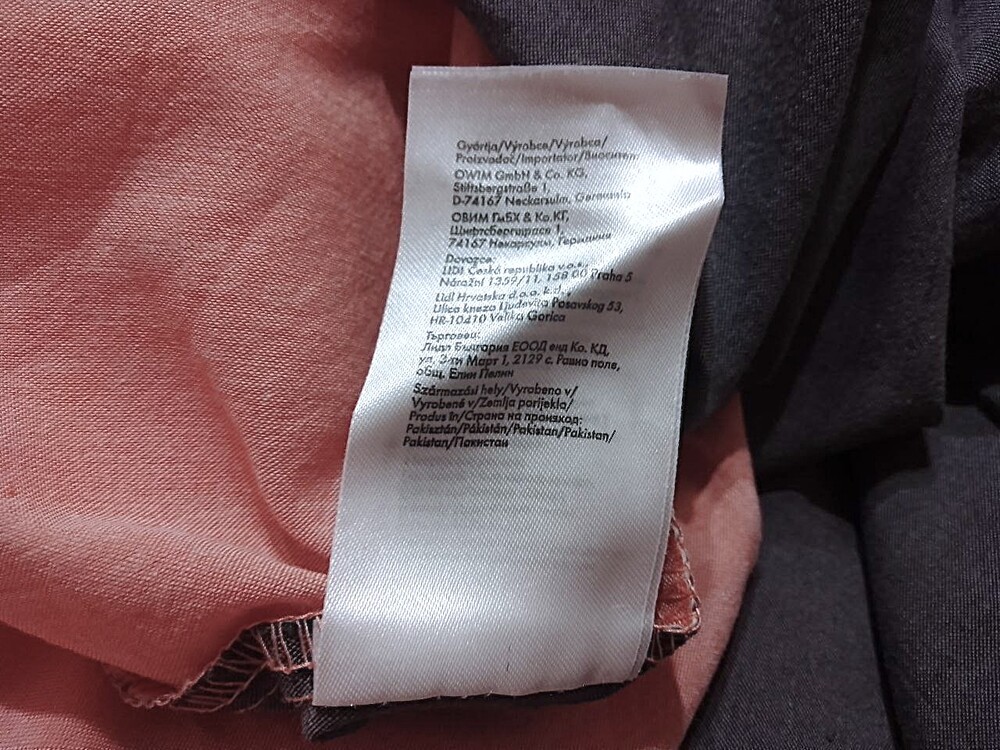 Gyártja/Výrobce/Výrobca/
Proizvođač/Importator/Вносител:
OWIM GmbH & Co. KG,
Stiftsbergstraße 1,
D-74167 Neckarsulm, Germania
ОВИМ ГмБХ & Ко.КГ,
Щифтсбергщрасе 1,
74167 Некарсулм, Германия
Dovozce:
LIDL Česká republika v.o.s.,
Nárožní 1359/11, 158 00 Praha 5
Lidl Hrvatska d.o.o. k.d.,
Ulica kneza Ljudevita Posavskog 53,
HR-10410 Velika Gorica
Търговец:
Лидл България ЕООД енд Ко. КД,
ул. 3-ти Март 1, 2129 с. Равно поле,
общ. Елин Пелин
Származási hely/Vyrobeno v/
Vyrobené v/Zemlja porijekla/
Produs în/Страна на произход:
Pakisztán/Pákistán/Pakistan/Pakistan/
Pakistan/Пакистан